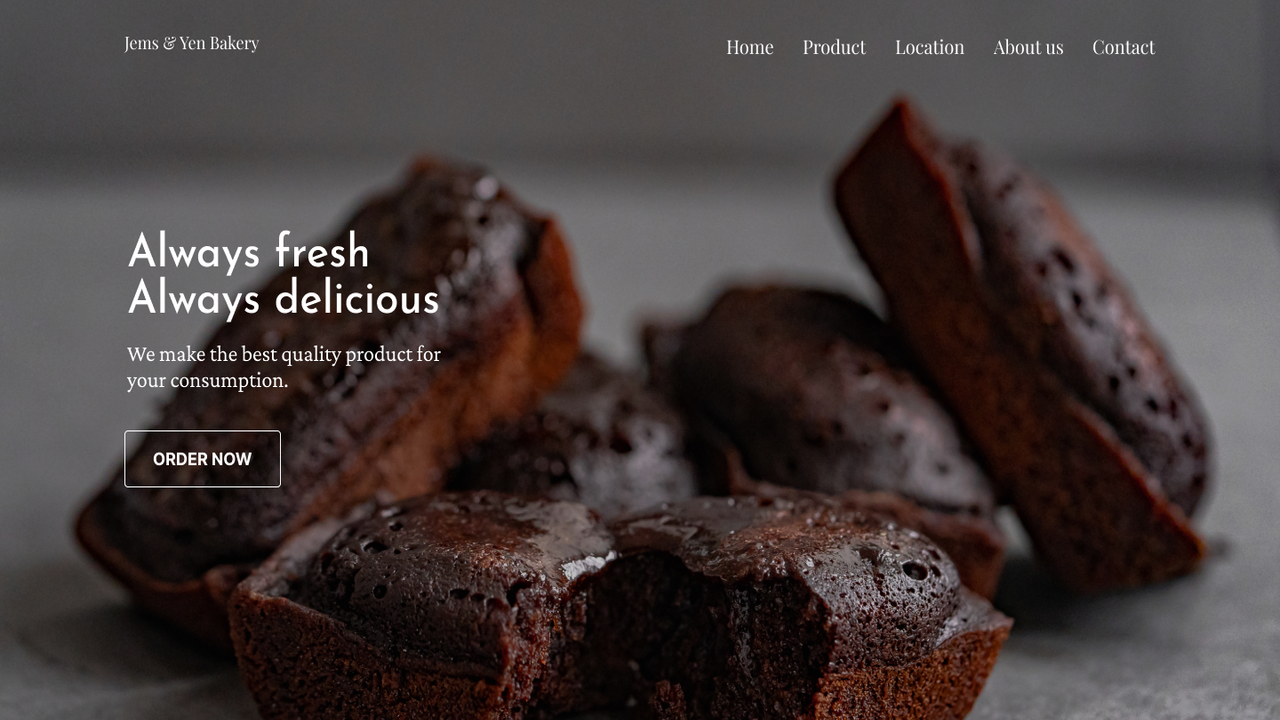 Jems & Yen Bakery
Home Product Location About us Contact
Always fresh
Always delicious
We make the best quality product for
your consumption.
ORDER NOW